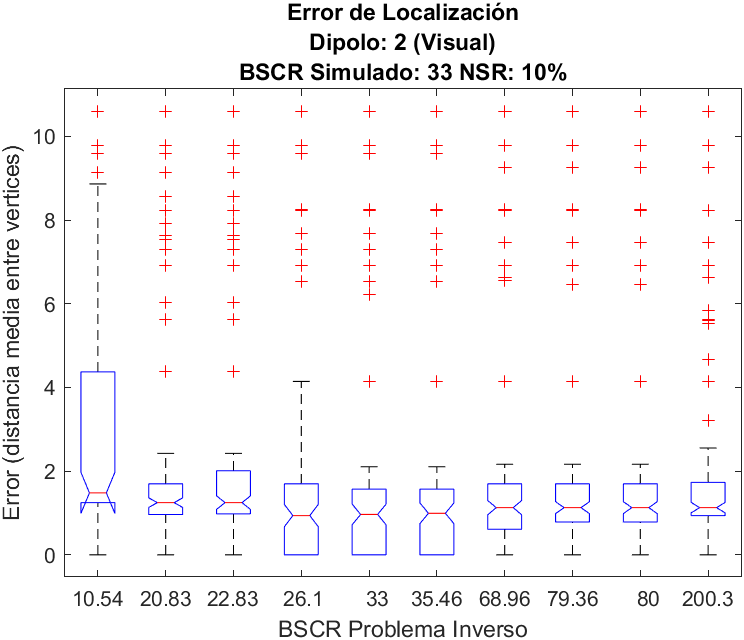 Error de Localización
Dipolo: 2 (Visual)
BSCR Simulado: 33 NSR: 10%
Error (distancia media entre vertices)
10
8
6
4
2
0
10.54 20.83 22.83 26.1 33 35.46 68.96 79.36 80 200.3
BSCR Problema Inverso